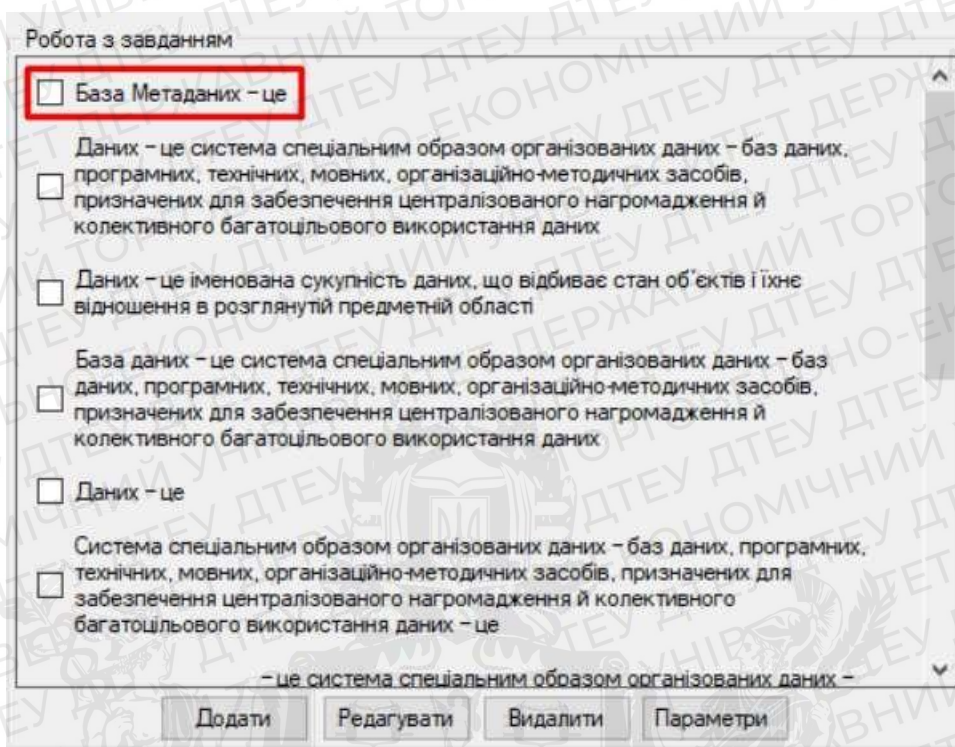 Робота з завданням
База Метаданих – це
Даних – це система спеціальним образом організованих даних – баз даних,
програмних, технічних, мовних, організаційно-методичних засобів,
призначених для забезпечення централізованого нагромадження й
колективного багатоцільового використання даних
Даних – це іменована сукупність даних, що відбиває стан об'єктів і їхнє
відношення в розглянутій предметній області
База даних – це система спеціальним образом організованих даних – баз
даних, програмних, технічних, мовних, організаційно-методичних засобів,
призначених для забезпечення централізованого нагромадження й
колективного багатоцільового використання даних
Даних – це
Система спеціальним образом організованих даних – баз даних, програмних,
технічних, мовних, організаційно-методичних засобів, призначених для
забезпечення централізованого нагромадження й колективного
багатоцільового використання даних – це
– це система спеціальним образом організованих даних –
Додати Редагувати Видалити Параметри